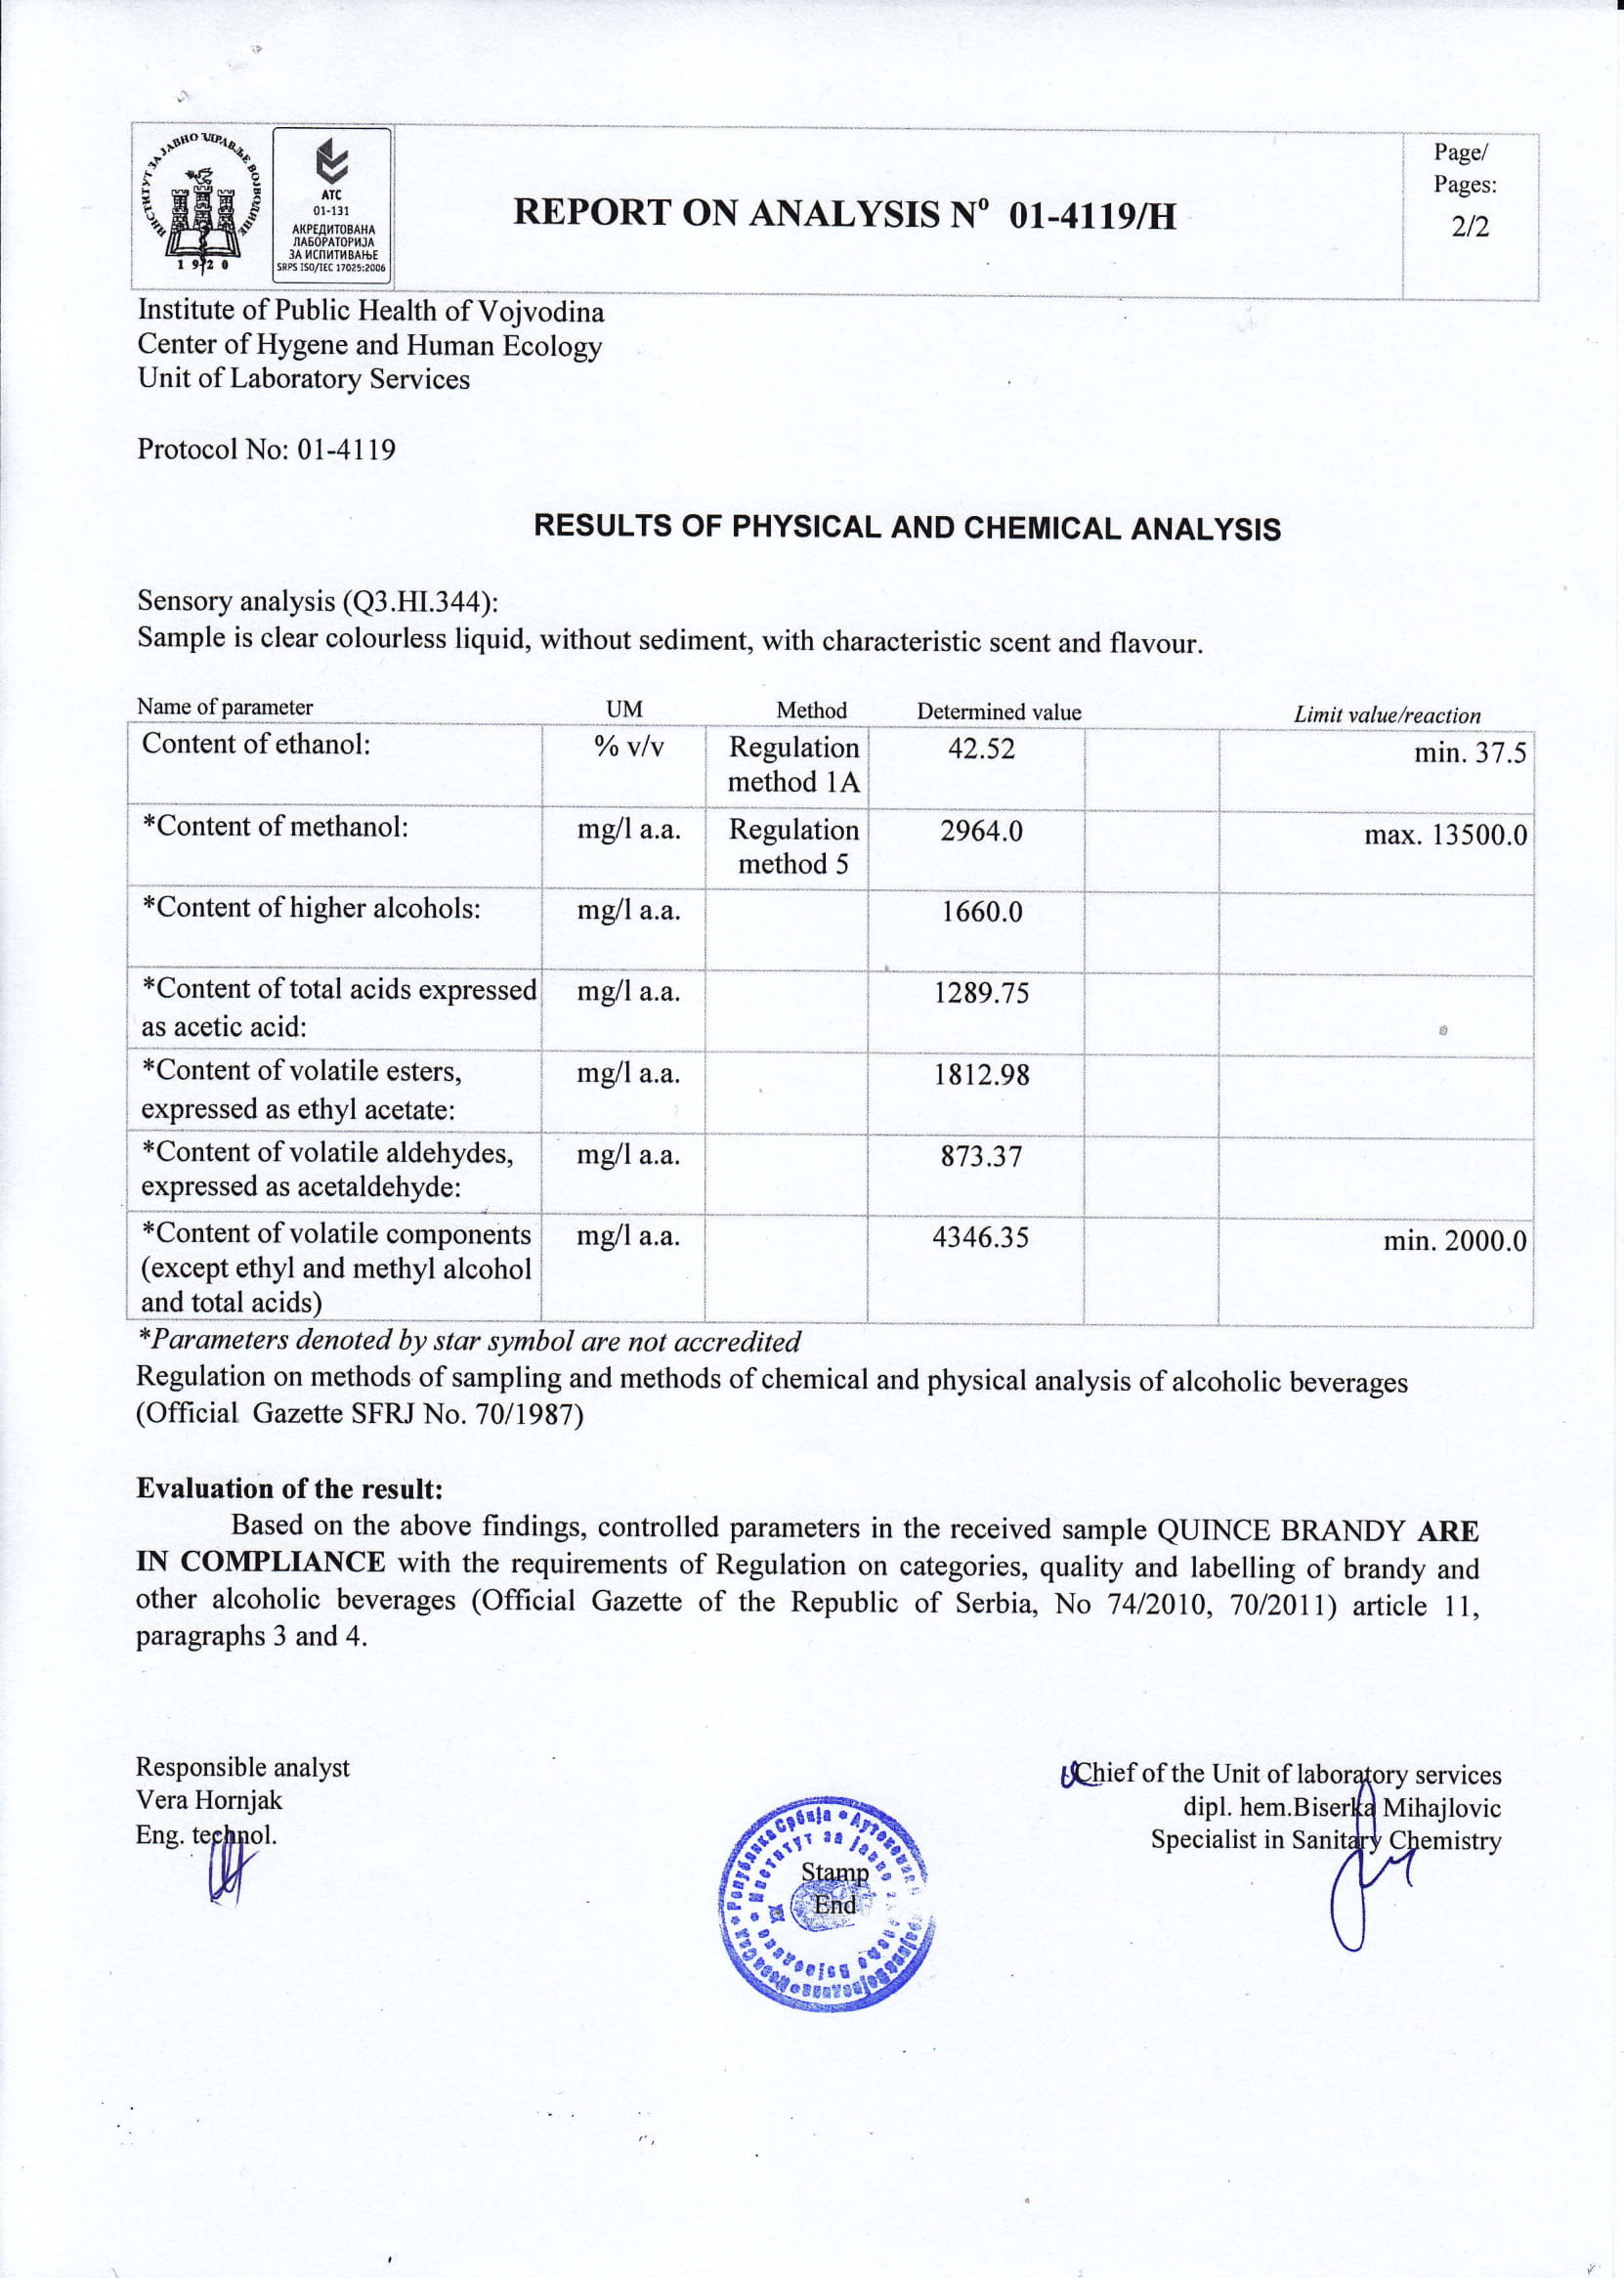 ИНСТИТУТ ЗА ЈАВНО ЗДРАВЉЕ ВОЈВОДИНЕ
1920
АТС
01-131
АКРЕДИТОВАНА
ЛАБОРАТОРИЈА
ЗА ИСПИТИВАЊЕ
SRPS ISO/IEC 17025:2006
REPORT ON ANALYSIS Nº 01-4119/H
Page/
Pages:
2/2
Institute of Public Health of Vojvodina
Center of Hygene and Human Ecology
Unit of Laboratory Services
Protocol No: 01-4119
RESULTS OF PHYSICAL AND CHEMICAL ANALYSIS
Sensory analysis (Q3.HI.344):
Sample is clear colourless liquid, without sediment, with characteristic scent and flavour.
Name of parameter UM Method Determined value Limit value/reaction
Content of ethanol: % v/v Regulation 42.52 min. 37.5
method 1A
*Content of methanol: mg/l a.a. Regulation 2964.0 max. 13500.0
method 5
*Content of higher alcohols: mg/l a.a. 1660.0
*Content of total acids expressed mg/l a.a. 1289.75
as acetic acid:
*Content of volatile esters, mg/l a.a. 1812.98
expressed as ethyl acetate:
*Content of volatile aldehydes, mg/l a.a. 873.37
expressed as acetaldehyde:
*Content of volatile components mg/l a.a. 4346.35 min. 2000.0
(except ethyl and methyl alcohol
and total acids)
*Parameters denoted by star symbol are not accredited
Regulation on methods of sampling and methods of chemical and physical analysis of alcoholic beverages
(Official Gazette SFRJ No. 70/1987)
Evaluation of the result:
Based on the above findings, controlled parameters in the received sample QUINCE BRANDY ARE
IN COMPLIANCE with the requirements of Regulation on categories, quality and labelling of brandy and
other alcoholic beverages (Official Gazette of the Republic of Serbia, No 74/2010, 70/2011) article 11,
paragraphs 3 and 4.
Responsible analyst
Vera Hornjak
Eng. technol.
Chief of the Unit of laboratory services
dipl. hem.Biserka Mihajlovic
Specialist in Sanitary Chemistry
Република Србија
Институт за јавно
Stamp
End